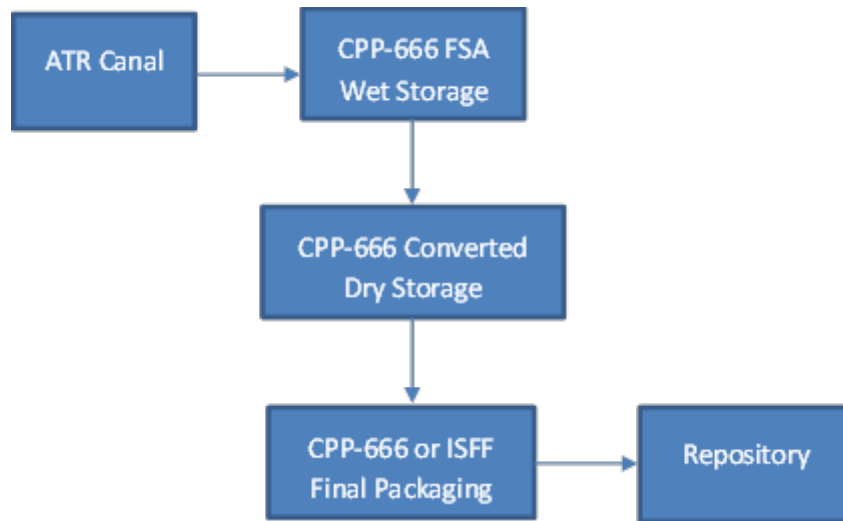 ATR Canal
CPP-666 FSA
Wet Storage
CPP-666 Converted
Dry Storage
CPP-666 or ISFF
Final Packaging
Repository